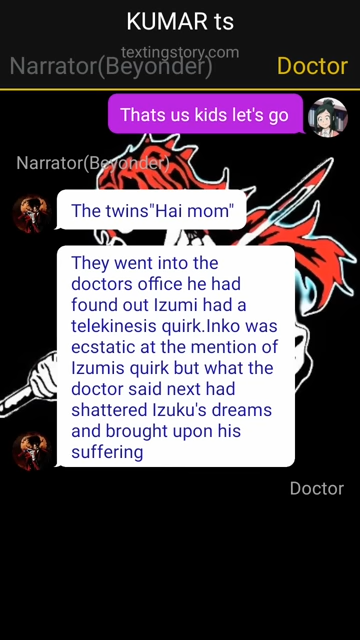 KUMAR ts
textingstory.com
Narrator(Beyonder)
Doctor
Thats us kids let's go
Narrator(Beyonder)
The twins"Hai mom"
They went into the
doctors office he had
found out Izumi had a
telekinesis quirk.Inko was
ecstatic at the mention of
Izumis quirk but what the
doctor said next had
shattered Izuku's dreams
and brought upon his
suffering
Doctor